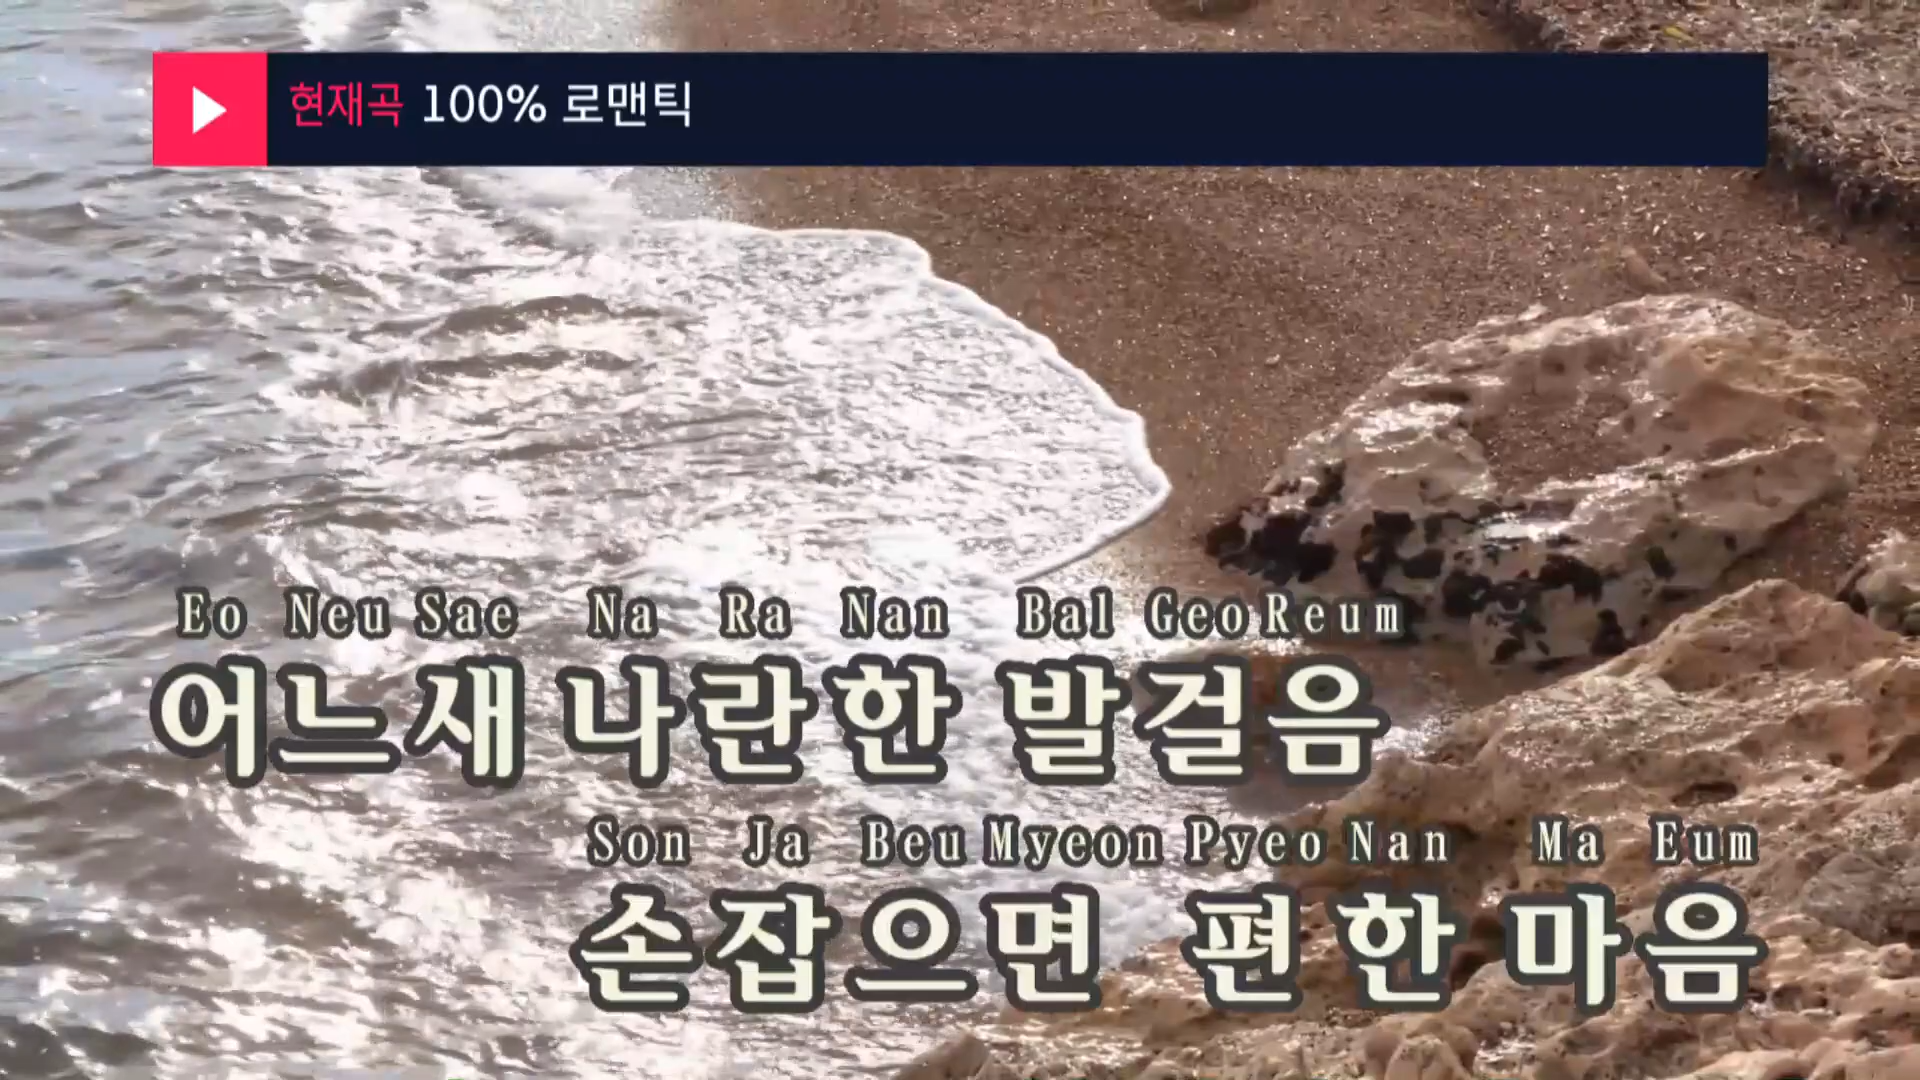 현재곡 100% 로맨틱
Eo Neu Sae Na Ra Nan Bal Geo Reum
어느새 나란한 발걸음
Son Ja Beu Myeon Pyeo Nan Ma Eum
손잡으면 편한 마음